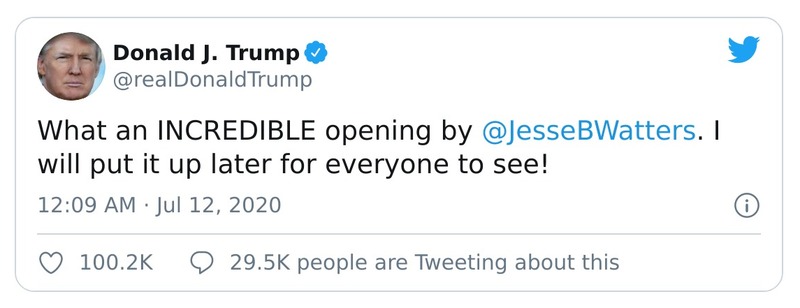 Donald J. Trump
@realDonaldTrump
What an INCREDIBLE opening by @JesseBWatters. I
will put it up later for everyone to see!
12:09 AM · Jul 12, 2020
100.2K 29.5K people are Tweeting about this